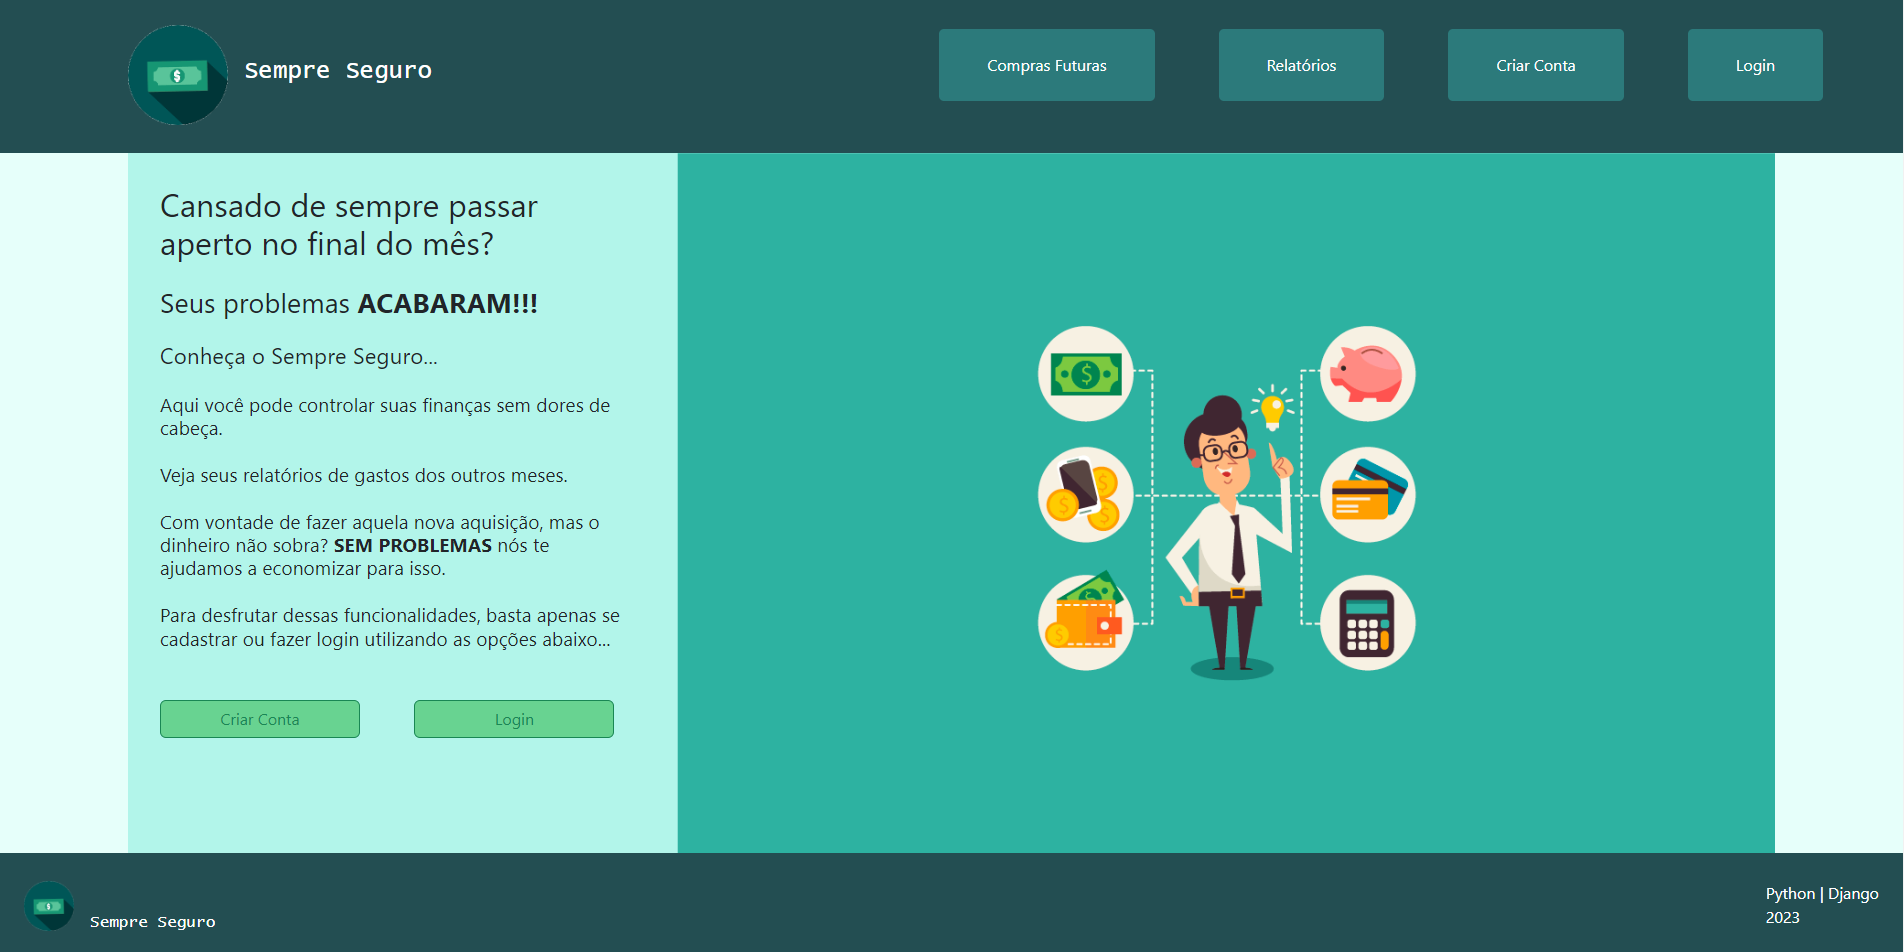 Sempre Seguro
Compras Futuras
Relatórios
Criar Conta
Login
Cansado de sempre passar
aperto no final do mês?
Seus problemas ACABARAM!!!
Conheça o Sempre Seguro...
Aqui você pode controlar suas finanças sem dores de
cabeça.
Veja seus relatórios de gastos dos outros meses.
Com vontade de fazer aquela nova aquisição, mas o
dinheiro não sobra? SEM PROBLEMAS nós te
ajudamos a economizar para isso.
Para desfrutar dessas funcionalidades, basta apenas se
cadastrar ou fazer login utilizando as opções abaixo...
Criar Conta
Login
Sempre Seguro
Python | Django
2023